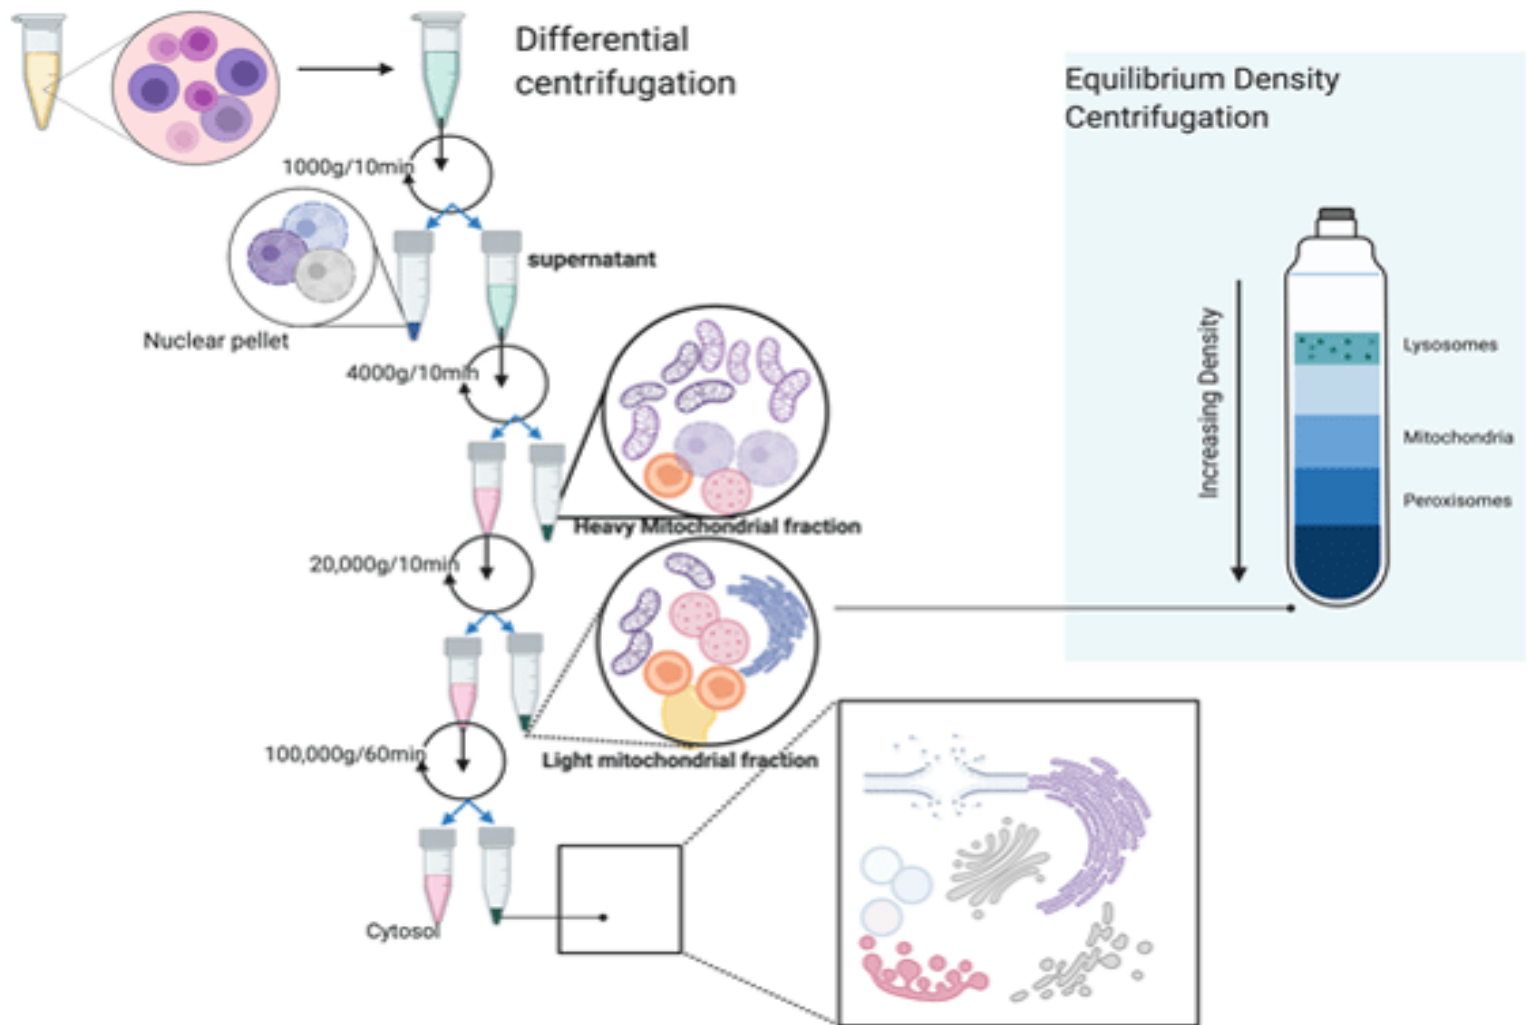 Differential
centrifugation
Equilibrium Density
Centrifugation
1000g/10min
supernatant
Nuclear pellet
4000g/10min
Increasing Density
Lysosomes
Mitochondria
Peroxisomes
Heavy Mitochondrial fraction
20,000g/10min
100,000g/60min
Light mitochondrial fraction
Cytosol